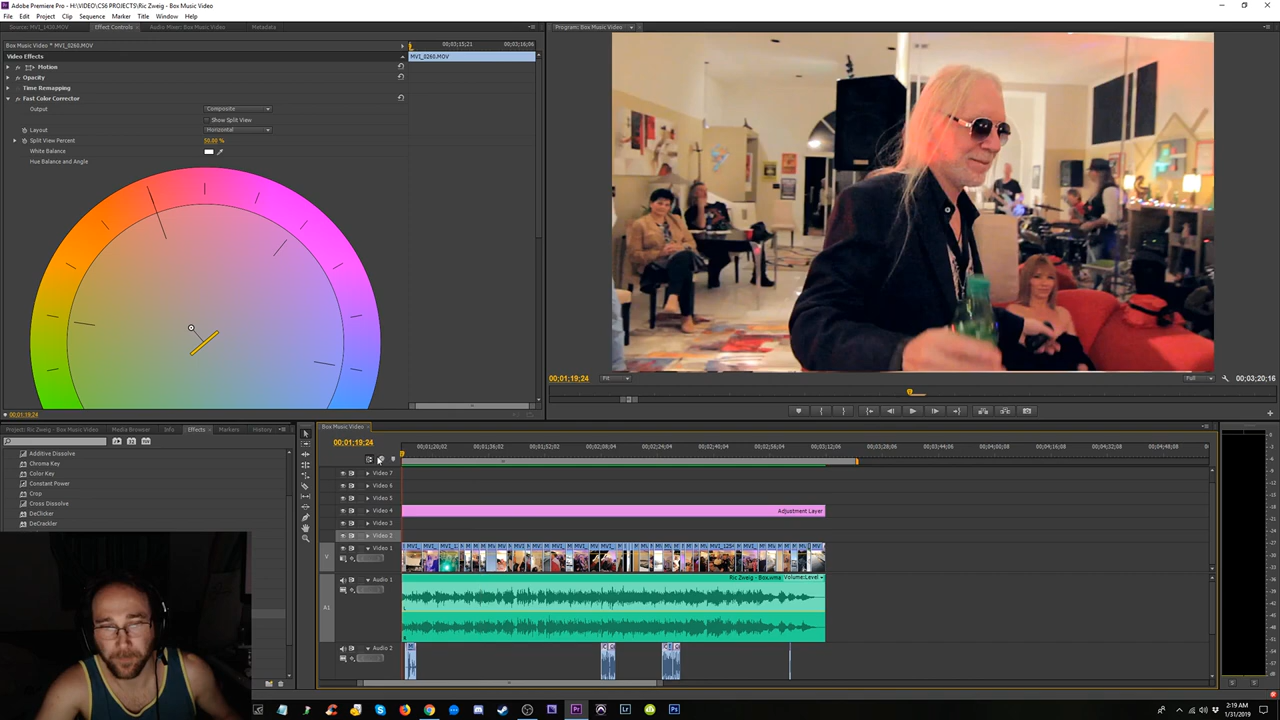 Adobe Premiere Pro - H:\VIDEO\CS6 PROJECTS\Ric Zweig - Box Music Video
File Edit Project Clip Sequence Marker Title Window Help
Source: MVI_1430.MOV Effect Controls Audio Mixer: Box Music Video Metadata
Program: Box Music Video
Box Music Video * MVI_0260.MOV
00;03;15;21 00;03;16;06
Video Effects
MVI_0260.MOV
Motion
Opacity
Time Remapping
Fast Color Corrector
Output Composite
Show Split View
Layout Horizontal
Split View Percent 50.00 %
White Balance
Hue Balance and Angle
00;01;19;24
00;01;19;24 Fit Full 00;03;20;16
Project: Ric Zweig - Box Music Video Media Browser Info Effects Markers History
Additive Dissolve
Chroma Key
Color Key
Constant Power
Crop
Cross Dissolve
DeClicker
DeCrackler
Box Music Video
00;01;19;24
00;01;20;02 00;01;36;02 00;01;52;02 00;02;08;04 00;02;24;04 00;02;40;04 00;02;56;04 00;03;12;06 00;03;28;06 00;03;44;06 00;04;00;08 00;04;16;08 00;04;32;08 00;04;48;08
Video 7
Video 6
Video 5
Video 4 Adjustment Layer
Video 3
Video 2
V Video 1
A1 Audio 1 Ric Zweig - Box.wma Volume:Level
L
R
Audio 2
2:19 AM
1/31/2019